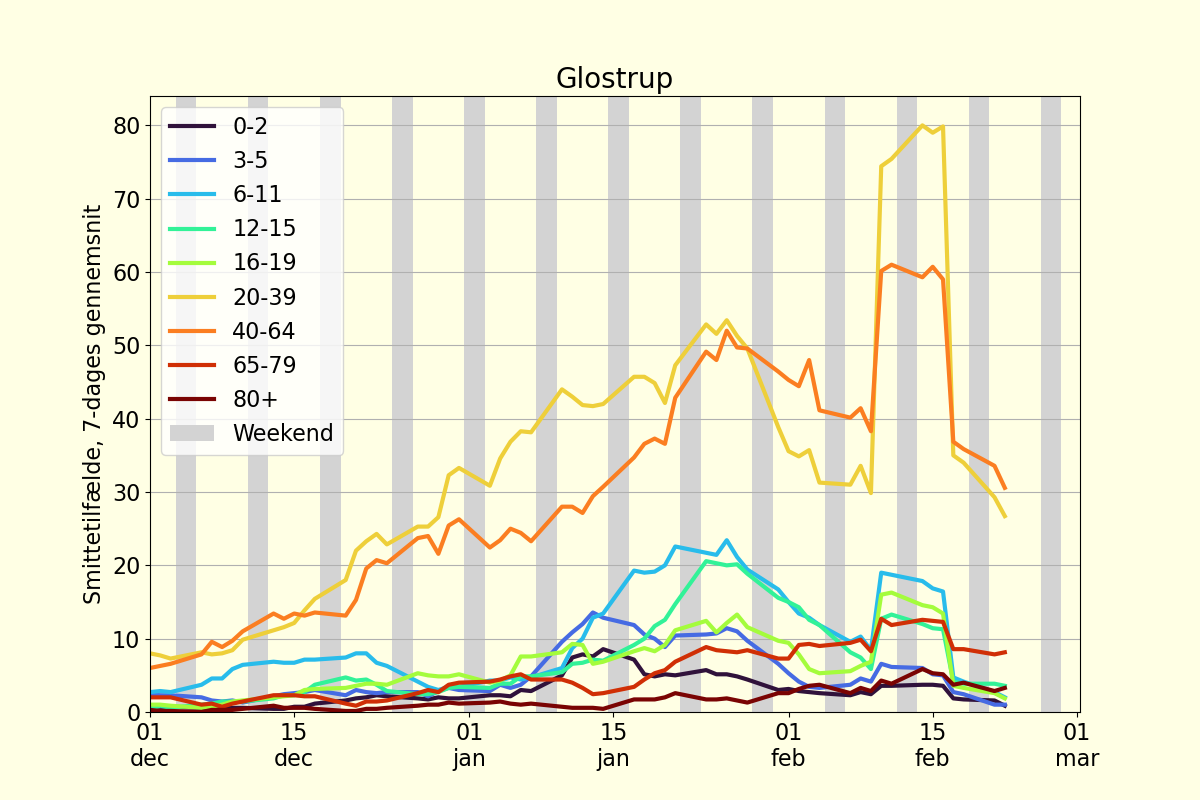 Glostrup
Smittetilfælde, 7-dages gennemsnit
80
70
60
50
40
30
20
10
0
0-2
3-5
6-11
12-15
16-19
20-39
40-64
65-79
80+
Weekend
01 dec
15 dec
01 jan
15 jan
01 feb
15 feb
01 mar